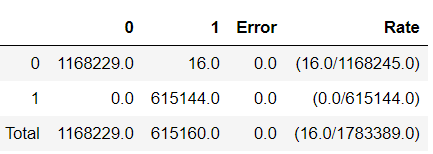 0 1 Error Rate
0 1168229.0 16.0 0.0 (16.0/1168245.0)
1 0.0 615144.0 0.0 (0.0/615144.0)
Total 1168229.0 615160.0 0.0 (16.0/1783389.0)